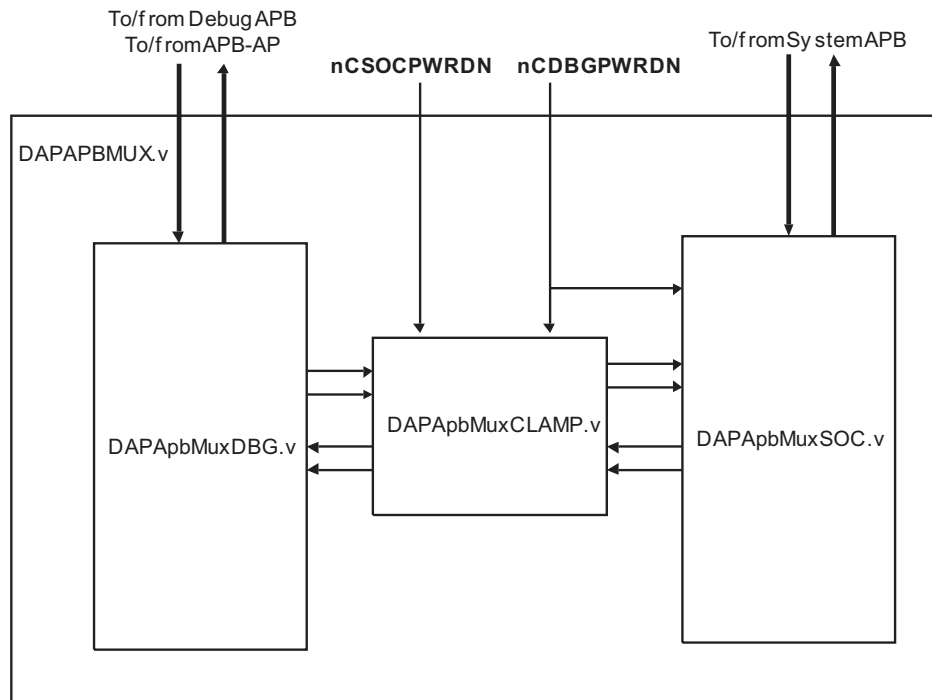 To/from Debug APB
To/from APB-AP
nCSOCPWRDN
nCDBGPWRDN
To/from System APB
DAPAPBMUX.v
DAPApbMuxDBG.v
DAPApbMuxCLAMP.v
DAPApbMuxSOC.v